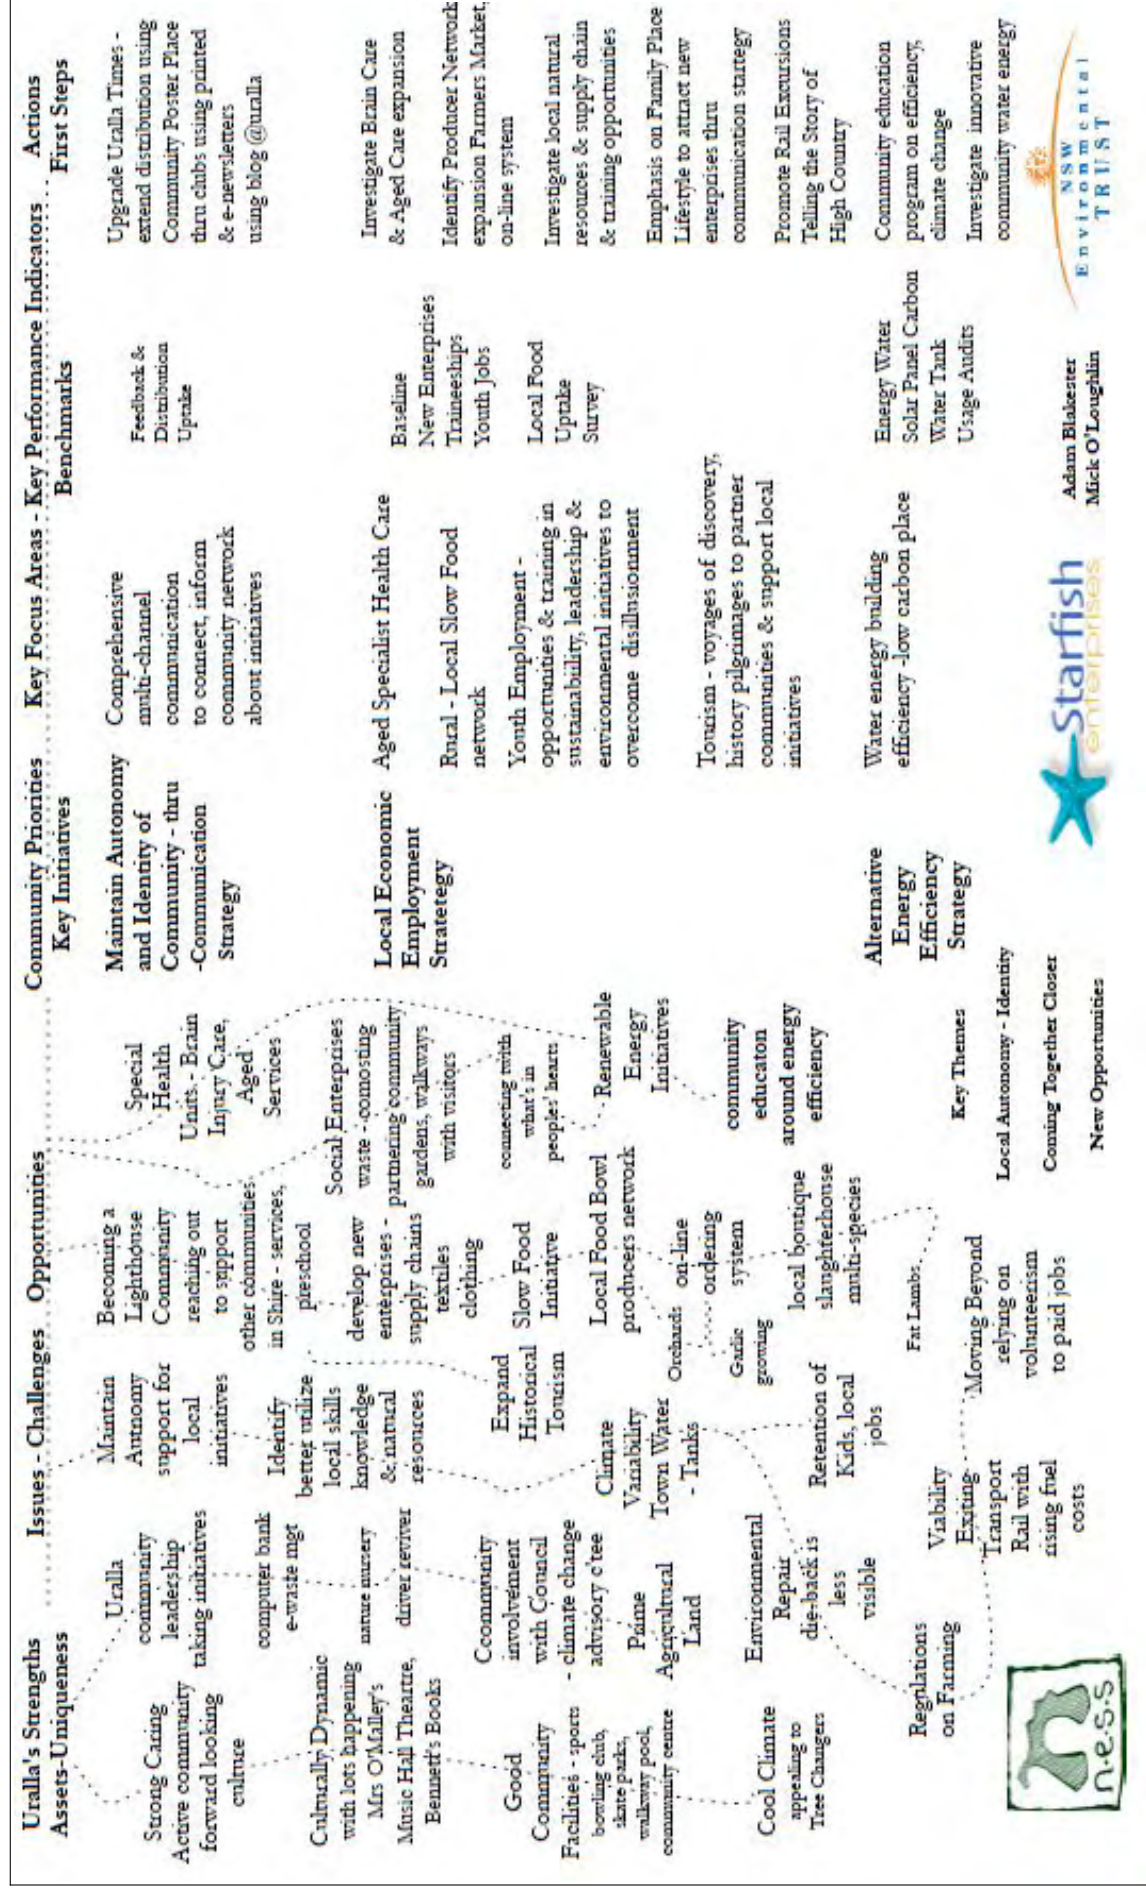 Uralla's Strengths
Assets-Uniqueness
Issues - Challenges
Opportunities
Community Priorities
Key Initiatives
Key Focus Areas - Key Performance Indicators
Benchmarks
Actions
First Steps
Strong Caring
Active community
forward looking
culture
Culturally Dynamic
with lots happening
Mrs O'Malley's
Music Hall Theartre,
Bennett's Books
Good
Community
Facilities - sports
bowling club,
skate parks,
walkway pool,
community centre
Cool Climate
appealing to
Tree Changers
Uralla
community
leadership
taking initiatives
computer bank
e-waste mgt
nature nursery
driver reviver
Ccommunity
involvement
with Council
- climate change
advisory c'tee
Prime
Agricultural
Land
Environmental
Repair
die-back is
less
visible
Regulations
on Farming
Maintain
Autonomy
support for
local
initiatives
Identify
better utilize
local skills
knowledge
& natural
resources
Expand
Historical
Tourism
Climate
Variability
Town Water
- Tanks
Retention of
Kids, local
jobs
Viability
Exiting
Transport
Rail with
rising fuel
costs
Becoming a
Lighthouse
Community
reaching out
to support
other communities
in Shire - services,
preschool
develop new
enterprises -
supply chains
textiles
clothing
Slow Food
Initiative
Local Food Bowl
producers network
Orchards
on-line
ordering
system
Garlic
growing
local boutique
slaughterhouse
multi-species
Fat Lambs
Moving Beyond
relying on
volunteerism
to paid jobs
Special
Health
Units - Brain
Injury Care,
Aged
Services
Social Enterprises
waste - comosting
partnering community
gardens, walkways
with visitors
connecting twith
what's in
peoples' hearts
Renewable
Energy
Initiatives
community
educaton
around energy
efficiency
Key Themes
Local Autonomy - Identity
Coming Together Closer
New Opportunities
Maintain Autonomy
and Identity of
Community - thru
-Communication
Strategy
Local Economic
Employment
Stratetegy
Alternative
Energy
Efficiency
Strategy
Comprehensive
multi-channel
communication
to connect, inform
community network
about initiatives
Aged Specialist Health Care
Rural - Local Slow Food
network
Youth Employment -
opportunities & training in
sustainability, leadership &
environmental initiatives to
overcome disillusionment
Tourism - voyages of discovery,
history pilgrimages to partner
communities & support local
initiatives
Water energy building
efficiency -low carbon place
Feedback &
Distribution
Uptake
Baseline
New Enterprises
Traineeships
Youth Jobs
Local Food
Uptake
Survey
Energy Water
Solar Panel Carbon
Water Tank
Usage Audits
Upgrade Uralla Times -
extend distribution using
Community Poster Place
thru clubs using printed
& e-newsletters
using blog @uralla
Investigate Brain Care
& Aged Care expansion
Identify Producer Network
expansion Farmers Market,
on-line system
Investigate local natural
resources & supply chain
& training opportunities
Emphasis on Family Place
Lifestyle to attract new
enterprises thru
communication startegy
Promote Rail Excursions
Telling the Story of
High Country
Community education
program on efficiency,
climate change
Investigate innovative
community water energy
n.e.s.s
Starfish
enterprises
Adam Blakester
Mick O'Loughlin
NSW
Environmental
TRUST